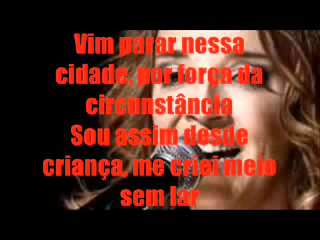 Vim parar nessa
cidade, por força da
circunstância
Sou assim desde
criança, me criei meio
sem lar